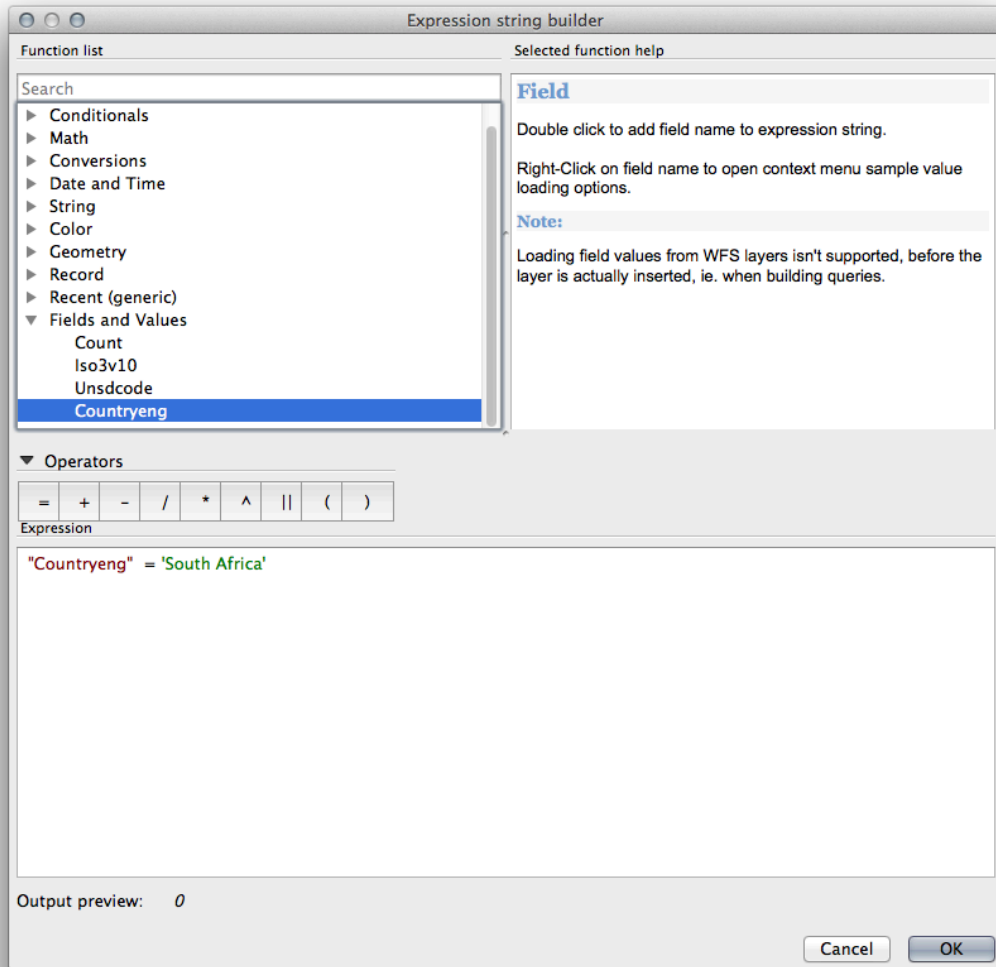 Expression string builder
Function list
Search
Conditionals
Math
Conversions
Date and Time
String
Color
Geometry
Record
Recent (generic)
Fields and Values
Count
Iso3v10
Unsdcode
Countryeng
Selected function help
Field
Double click to add field name to expression string.
Right-Click on field name to open context menu sample value
loading options.
Note:
Loading field values from WFS layers isn't supported, before the
layer is actually inserted, ie. when building queries.
Operators
= + - / * ^ || ( )
Expression
"Countryeng" = 'South Africa'
Output preview: 0
Cancel OK